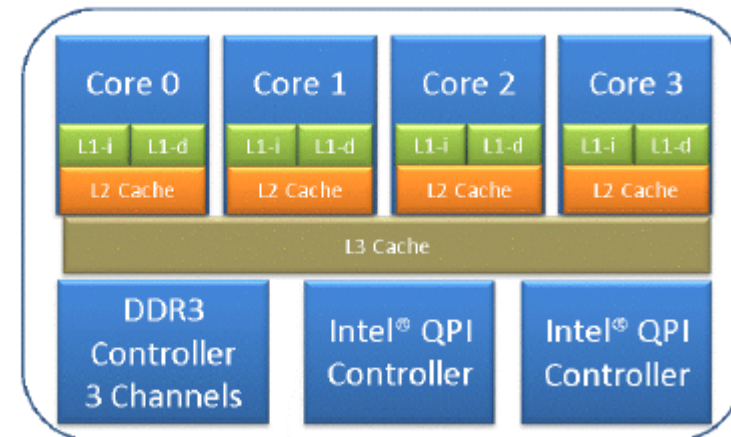 Core 0
Core 1
Core 2
Core 3
L1-i
L1-d
L1-i
L1-d
L1-i
L1-d
L1-i
L1-d
L2 Cache
L2 Cache
L2 Cache
L2 Cache
L3 Cache
DDR3
Controller
3 Channels
Intel® QPI
Controller
Intel® QPI
Controller